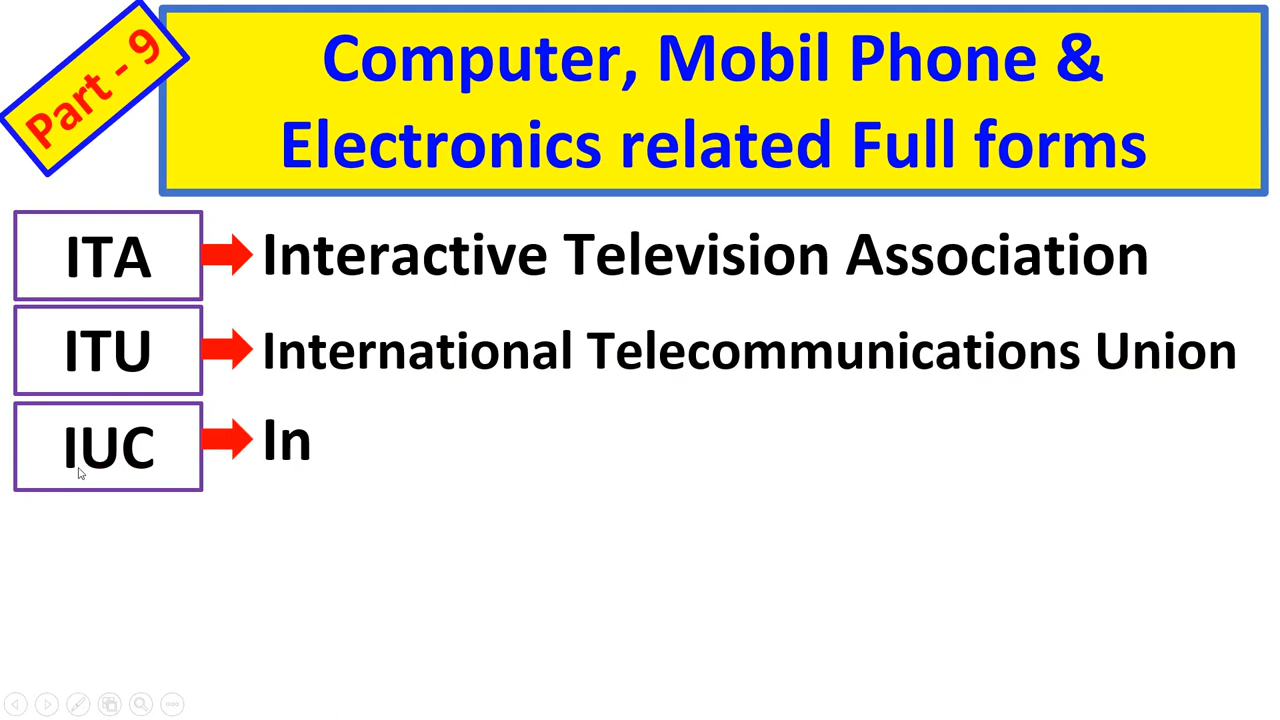 Part - 9
Computer, Mobil Phone &
Electronics related Full forms
ITA Interactive Television Association
ITU International Telecommunications Union
IUC In